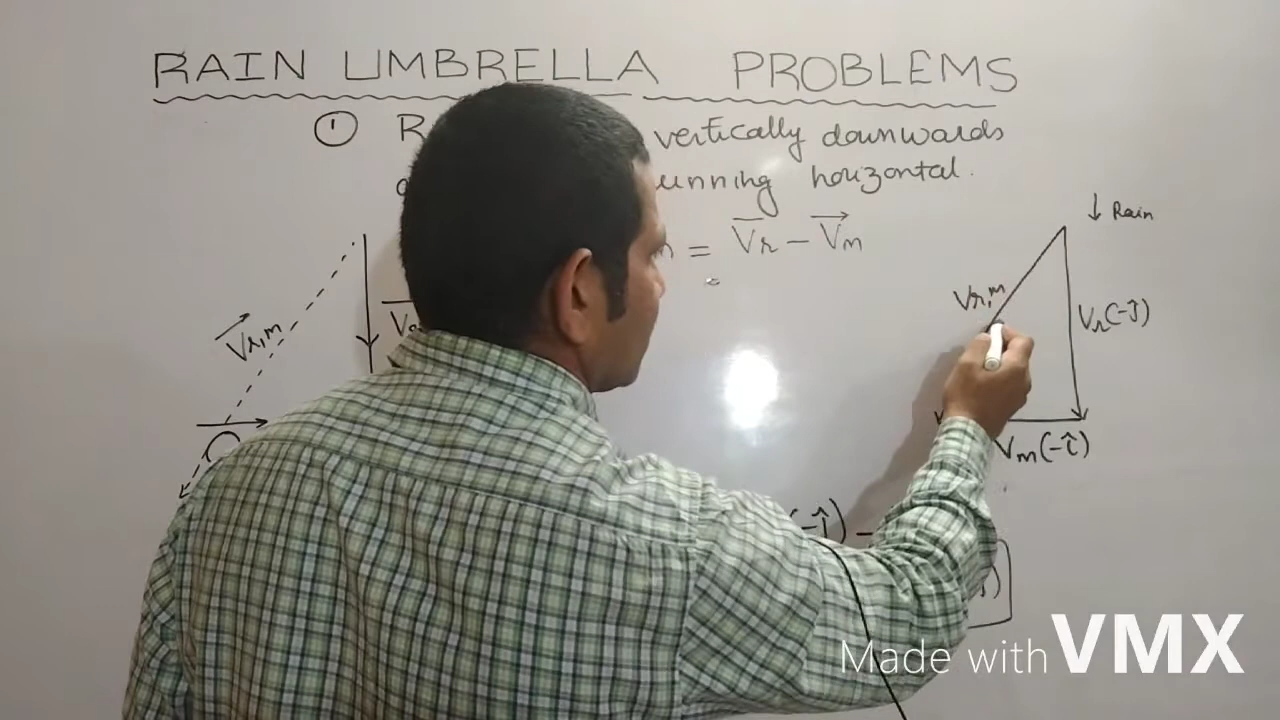 RAIN UMBRELLA PROBLEMS
① R vertically downwards
unning horizontal.
= Vr - Vm
↓ Rain
Vr,m
Vr,m
Vr(-ĵ)
Vm(-î)
(-ĵ) -
Made with VMX